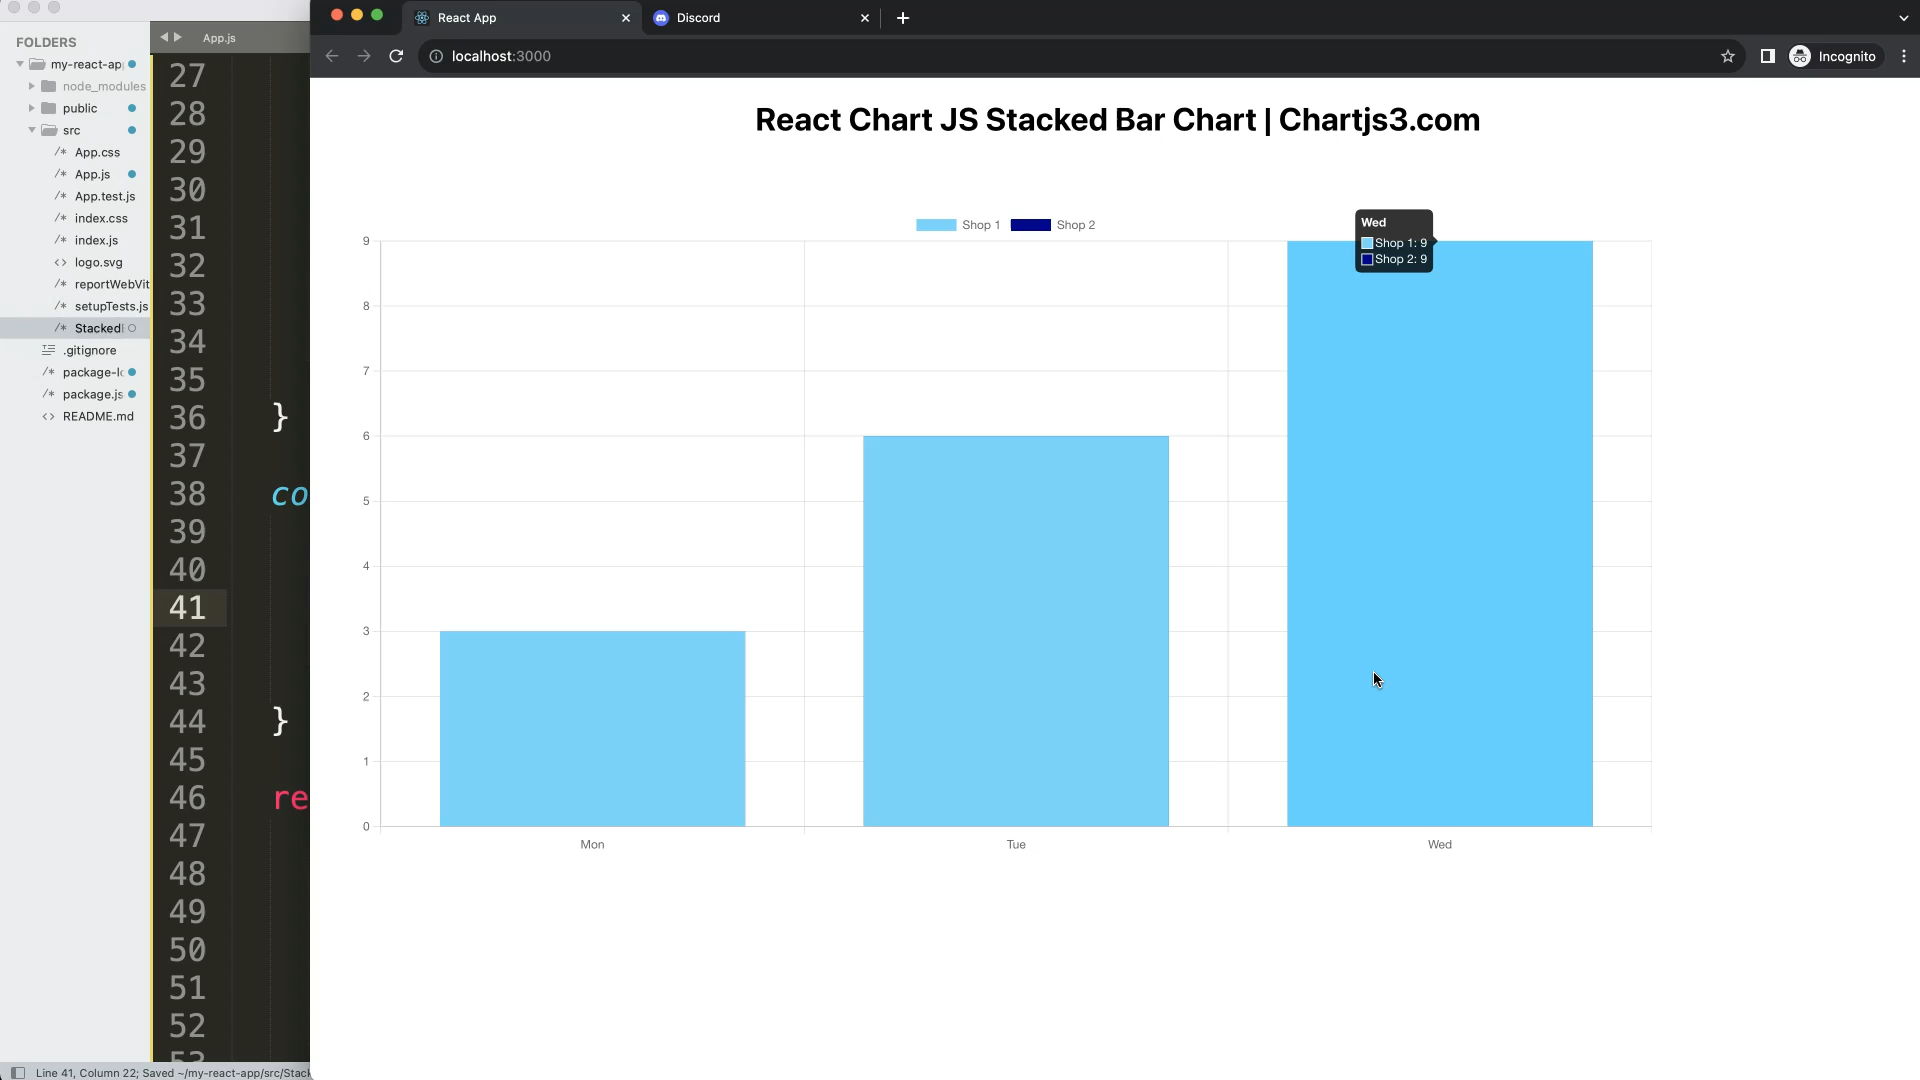 FOLDERS
my-react-ap
node_modules
public
src
/* App.css
/* App.js
/* App.test.js
/* index.css
/* index.js
<> logo.svg
/* reportWebVit
/* setupTests.js
/* Stacked
.gitignore
/* package-lo
/* package.js
<> README.md
App.js
27
28
29
30
31
32
33
34
35
36 }
37
38 co
39
40
41
42
43
44 }
45
46 re
47
48
49
50
51
52
53
Line 41, Column 22; Saved ~/my-react-app/src/Stack
React App
Discord
localhost:3000
Incognito
React Chart JS Stacked Bar Chart | Chartjs3.com
Shop 1 Shop 2
Wed
Shop 1: 9
Shop 2: 9
9
8
7
6
5
4
3
2
1
0
Mon Tue Wed